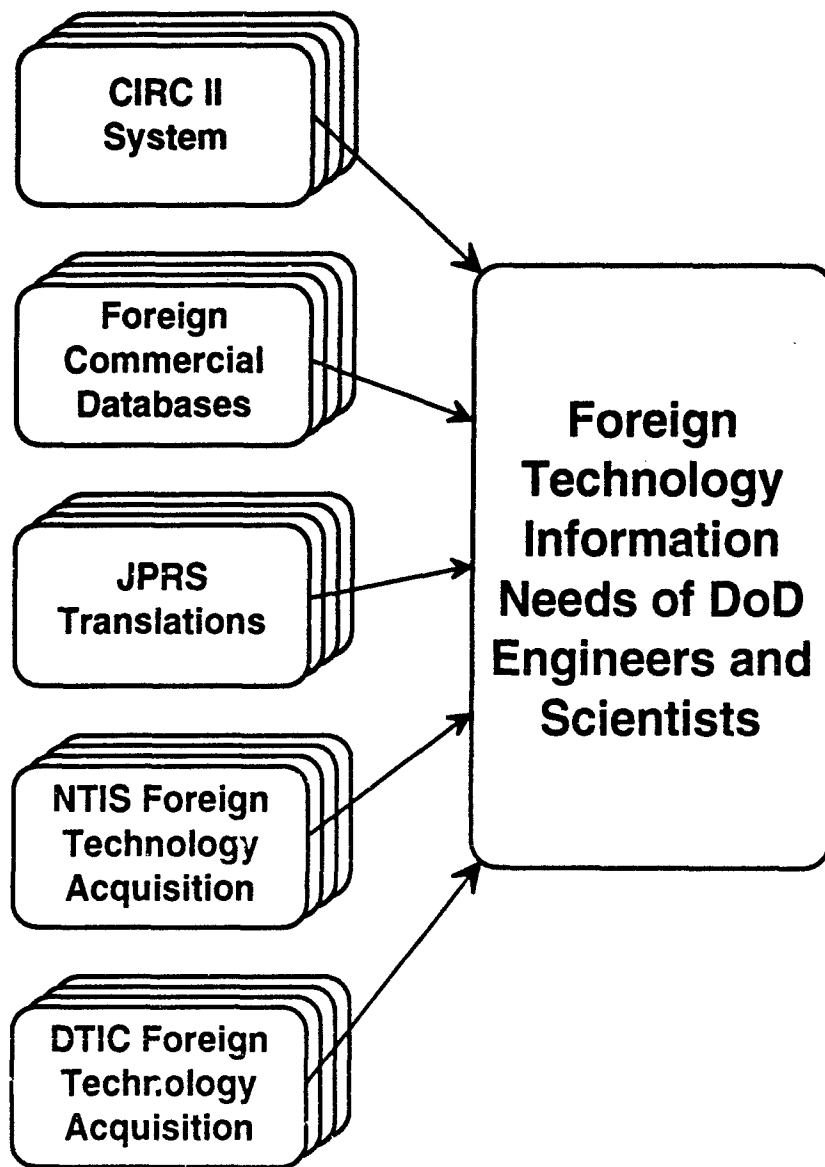 CIRC II
System
Foreign
Commercial
Databases
JPRS
Translations
NTIS Foreign
Technology
Acquisition
DTIC Foreign
Technology
Acquisition
Foreign
Technology
Information
Needs of DoD
Engineers and
Scientists